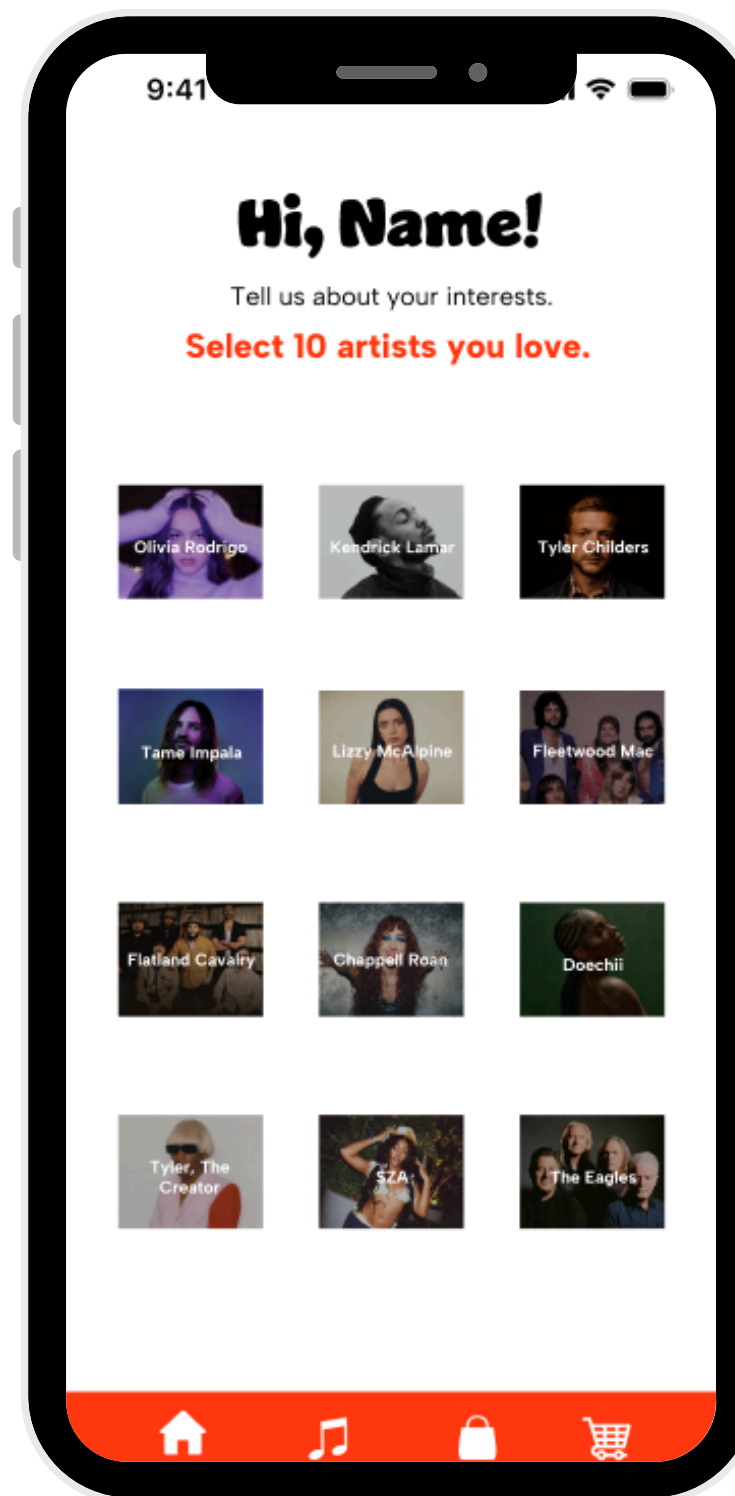 9:41
Hi, Name!
Tell us about your interests.
Select 10 artists you love.
Olivia Rodrigo
Kendrick Lamar
Tyler Childers
Tame Impala
Lizzy McAlpine
Fleetwood Mac
Flatland Cavalry
Chappell Roan
Doechii
Tyler, The
Creator
SZA
The Eagles